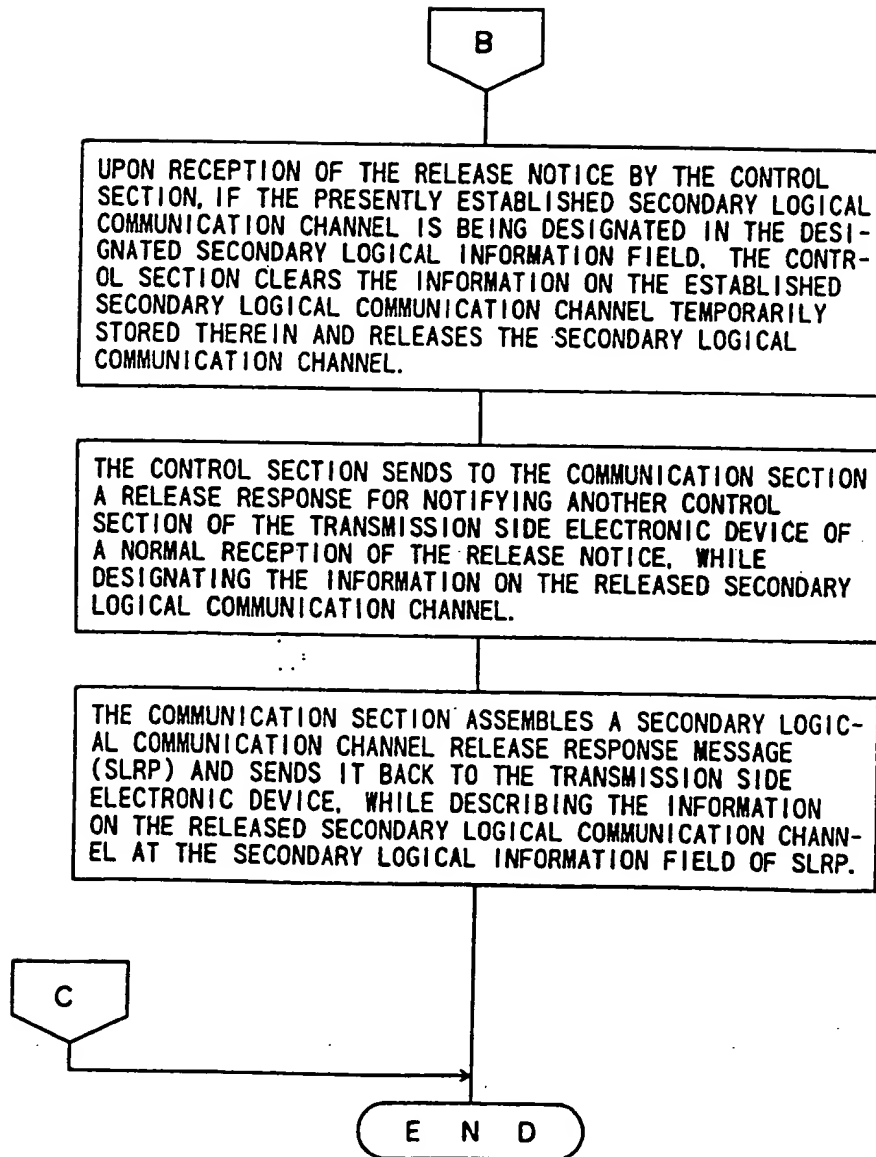 B
UPON RECEPTION OF THE RELEASE NOTICE BY THE CONTROL
SECTION, IF THE PRESENTLY ESTABLISHED SECONDARY LOGICAL
COMMUNICATION CHANNEL IS BEING DESIGNATED IN THE DESI-
GNATED SECONDARY LOGICAL INFORMATION FIELD, THE CONTR-
OL SECTION CLEARS THE INFORMATION ON THE ESTABLISHED
SECONDARY LOGICAL COMMUNICATION CHANNEL TEMPORARILY
STORED THEREIN AND RELEASES THE SECONDARY LOGICAL
COMMUNICATION CHANNEL.
THE CONTROL SECTION SENDS TO THE COMMUNICATION SECTION
A RELEASE RESPONSE FOR NOTIFYING ANOTHER CONTROL
SECTION OF THE TRANSMISSION SIDE ELECTRONIC DEVICE OF
A NORMAL RECEPTION OF THE RELEASE NOTICE, WHILE
DESIGNATING THE INFORMATION ON THE RELEASED SECONDARY
LOGICAL COMMUNICATION CHANNEL.
THE COMMUNICATION SECTION ASSEMBLES A SECONDARY LOGIC-
AL COMMUNICATION CHANNEL RELEASE RESPONSE MESSAGE
(SLRP) AND SENDS IT BACK TO THE TRANSMISSION SIDE
ELECTRONIC DEVICE, WHILE DESCRIBING THE INFORMATION
ON THE RELEASED SECONDARY LOGICAL COMMUNICATION CHANN-
EL AT THE SECONDARY LOGICAL INFORMATION FIELD OF SLRP.
C
END